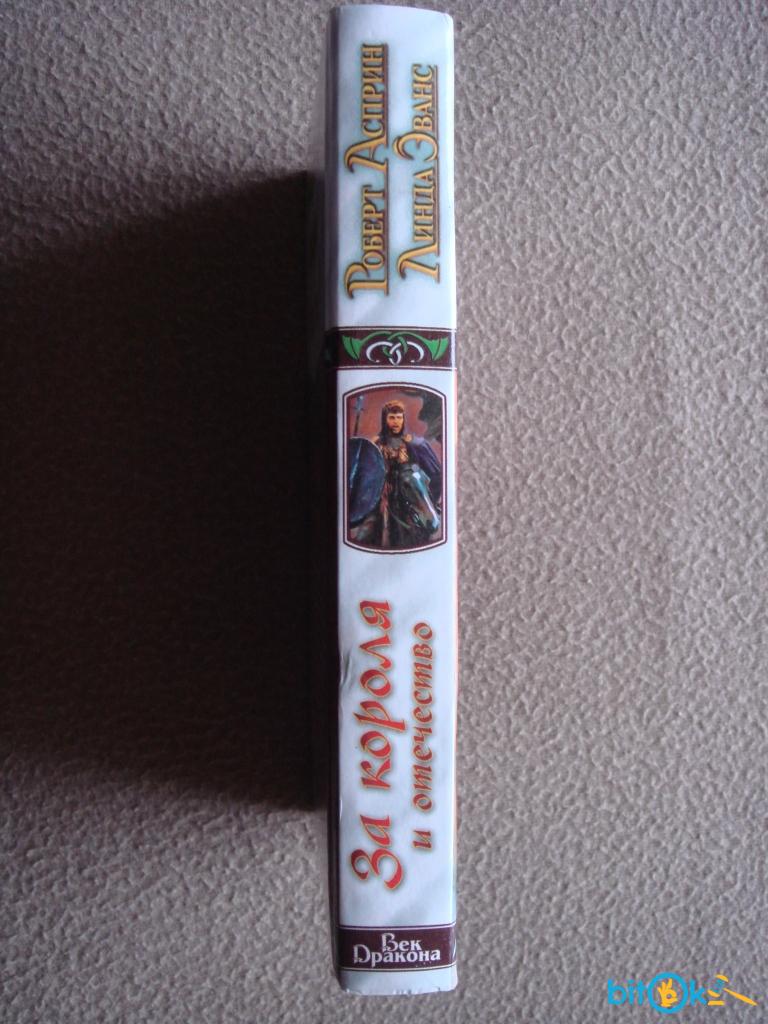 Роберт Асприн
Линда Эванс
За короля
и отечество
Век
Дракона
bitOk